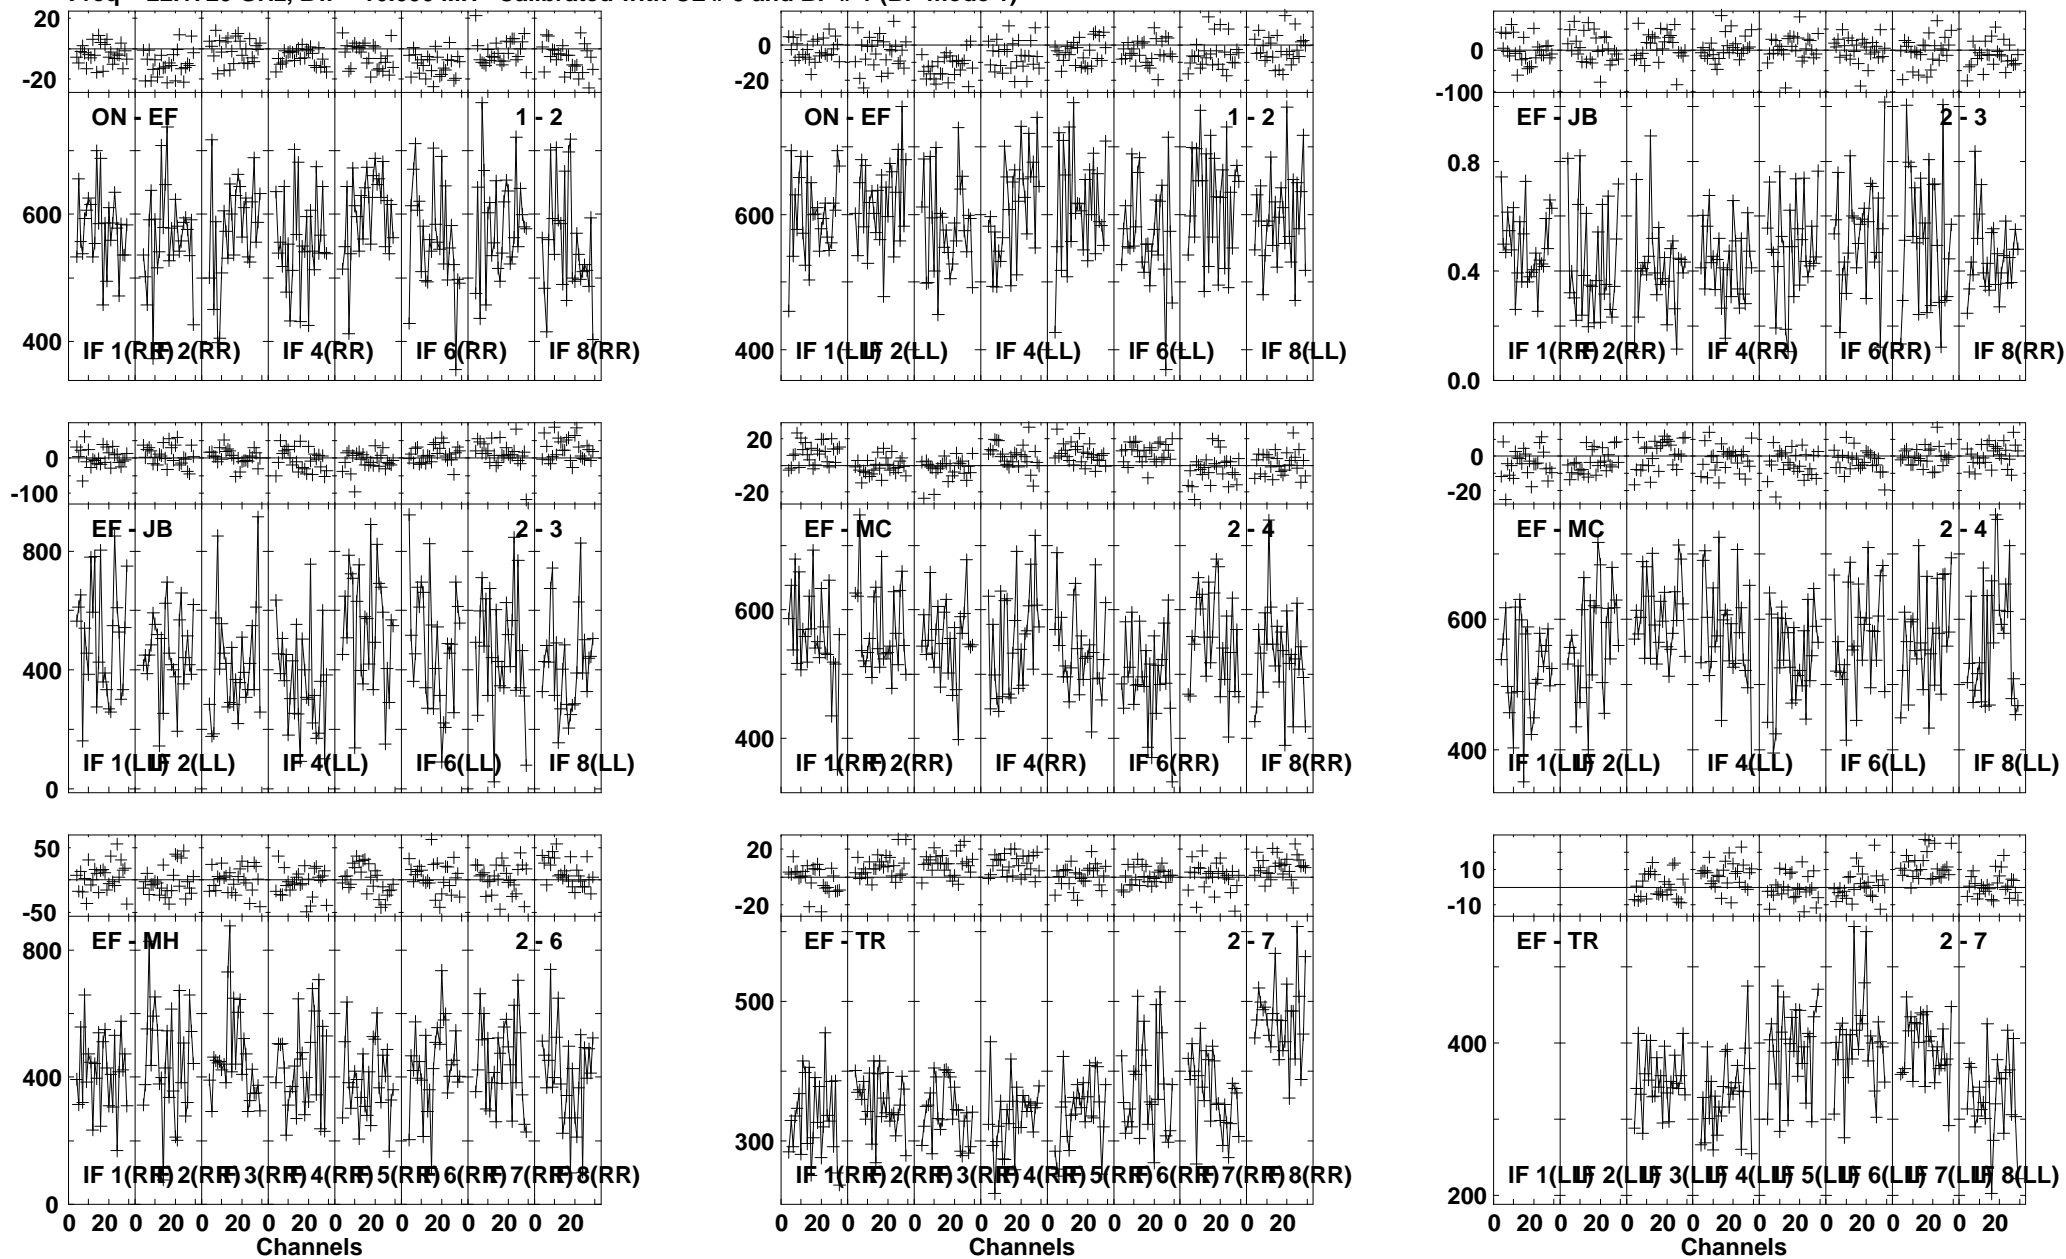 20
0
-20
ON - EF 1 - 2
600
400
IF 1(RR) IF 2(RR) IF 4(RR) IF 6(RR) IF 8(RR)
20
0
-20
ON - EF 1 - 2
600
400
IF 1(LL) IF 2(LL) IF 4(LL) IF 6(LL) IF 8(LL)
0
-100
EF - JB 2 - 3
0.8
0.4
0.0
IF 1(RR) IF 2(RR) IF 4(RR) IF 6(RR) IF 8(RR)
0
-100
EF - JB 2 - 3
800
400
0
IF 1(LL) IF 2(LL) IF 4(LL) IF 6(LL) IF 8(LL)
20
-20
EF - MC 2 - 4
600
400
IF 1(RR) IF 2(RR) IF 4(RR) IF 6(RR) IF 8(RR)
0
-20
EF - MC 2 - 4
600
400
IF 1(LL) IF 2(LL) IF 4(LL) IF 6(LL) IF 8(LL)
50
-50
EF - MH 2 - 6
800
400
0
IF 1(RR) IF 2(RR) IF 3(RR) IF 4(RR) IF 5(RR) IF 6(RR) IF 7(RR) IF 8(RR)
0 20 0 20 0 20 0 20 0 20 0 20 0 20 0 20
Channels
20
-20
EF - TR 2 - 7
500
300
IF 1(RR) IF 2(RR) IF 3(RR) IF 4(RR) IF 5(RR) IF 6(RR) IF 7(RR) IF 8(RR)
0 20 0 20 0 20 0 20 0 20 0 20 0 20 0 20
Channels
10
-10
EF - TR 2 - 7
400
200
IF 1(LL) IF 2(LL) IF 3(LL) IF 4(LL) IF 5(LL) IF 6(LL) IF 7(LL) IF 8(LL)
0 20 0 20 0 20 0 20 0 20 0 20 0 20 0 20
Channels